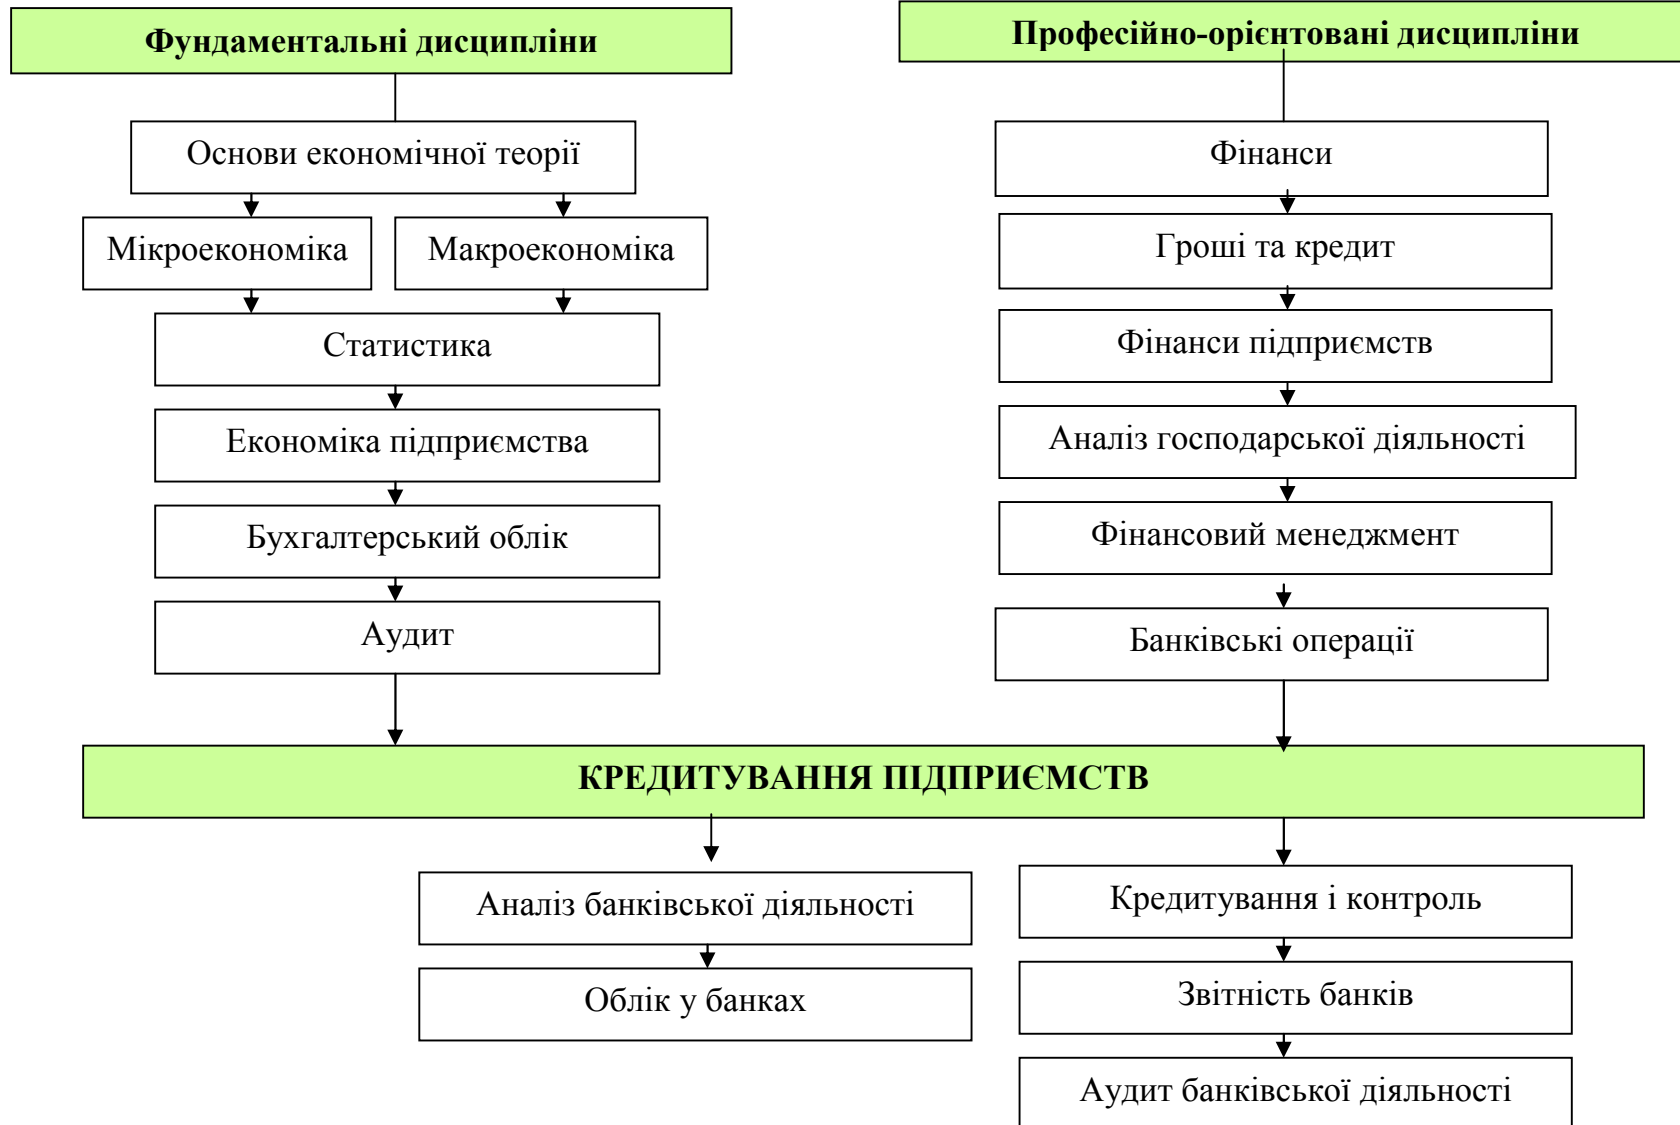 Фундаментальні дисципліни
Професійно-орієнтовані дисципліни
Основи економічної теорії
Мікроекономіка
Макроекономіка
Статистика
Економіка підприємства
Бухгалтерський облік
Аудит
Фінанси
Гроші та кредит
Фінанси підприємств
Аналіз господарської діяльності
Фінансовий менеджмент
Банківські операції
КРЕДИТУВАННЯ ПІДПРИЄМСТВ
Аналіз банківської діяльності
Облік у банках
Кредитування і контроль
Звітність банків
Аудит банківської діяльності